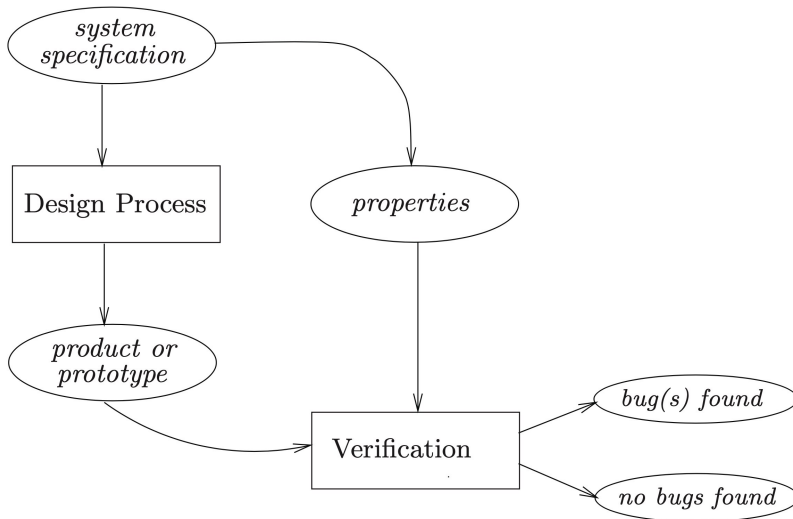 system
specification
Design Process
properties
product or
prototype
Verification
bug(s) found
no bugs found